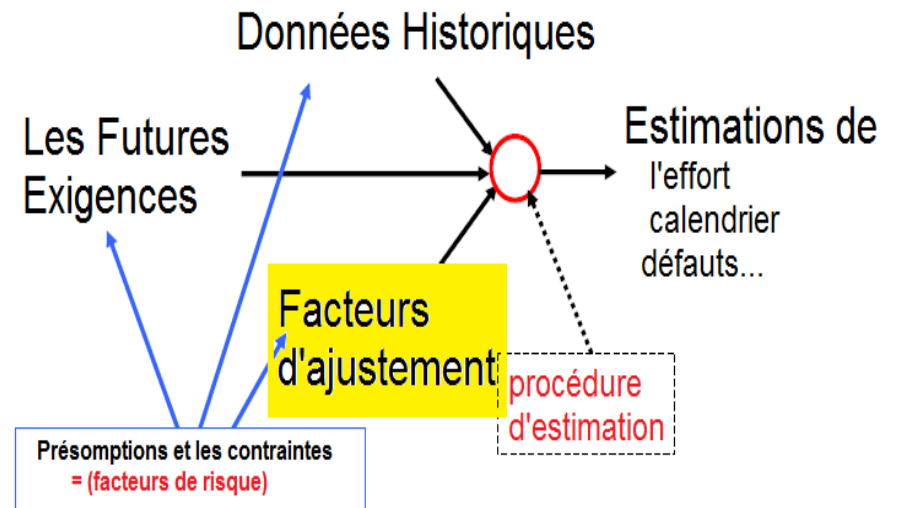 Données Historiques
Les Futures
Exigences
Estimations de
l'effort
calendrier
défauts...
Facteurs
d'ajustement
procédure
d'estimation
Présomptions et les contraintes
= (facteurs de risque)